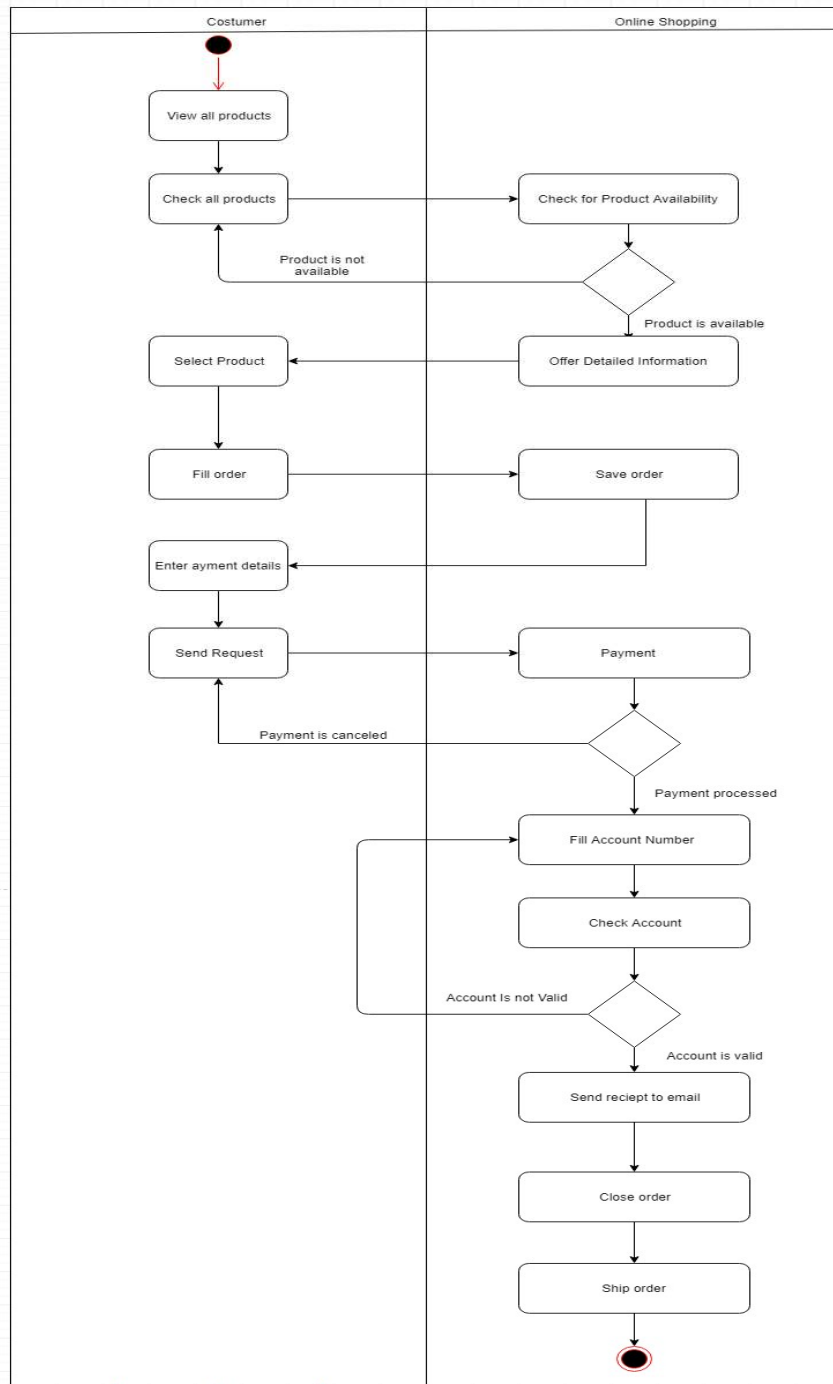 Costumer
Online Shopping
View all products
Check all products
Check for Product Availability
Product is not
available
Product is available
Select Product
Offer Detailed Information
Fill order
Save order
Enter ayment details
Send Request
Payment
Payment is canceled
Payment processed
Fill Account Number
Check Account
Account Is not Valid
Account is valid
Send reciept to email
Close order
Ship order